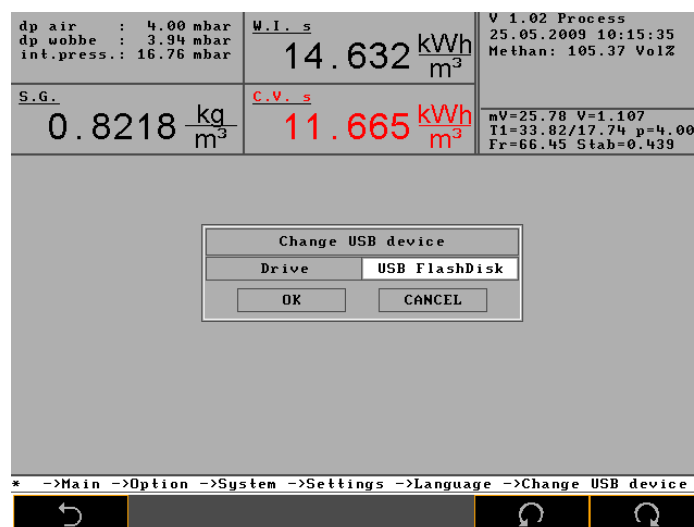 dp air : 4.00 mbar
dp wobbe : 3.94 mbar
int.press.: 16.76 mbar
W.I. s
14.632 kWh/m³
V 1.02 Process
25.05.2009 10:15:35
Methan: 105.37 Vol%
S.G.
0.8218 kg/m³
C.V. s
11.665 kWh/m³
mV=25.78 V=1.107
T1=33.82/17.74 p=4.00
Fr=66.45 Stab=0.439
Change USB device
Drive USB FlashDisk
OK CANCEL
* ->Main ->Option ->System ->Settings ->Language ->Change USB device